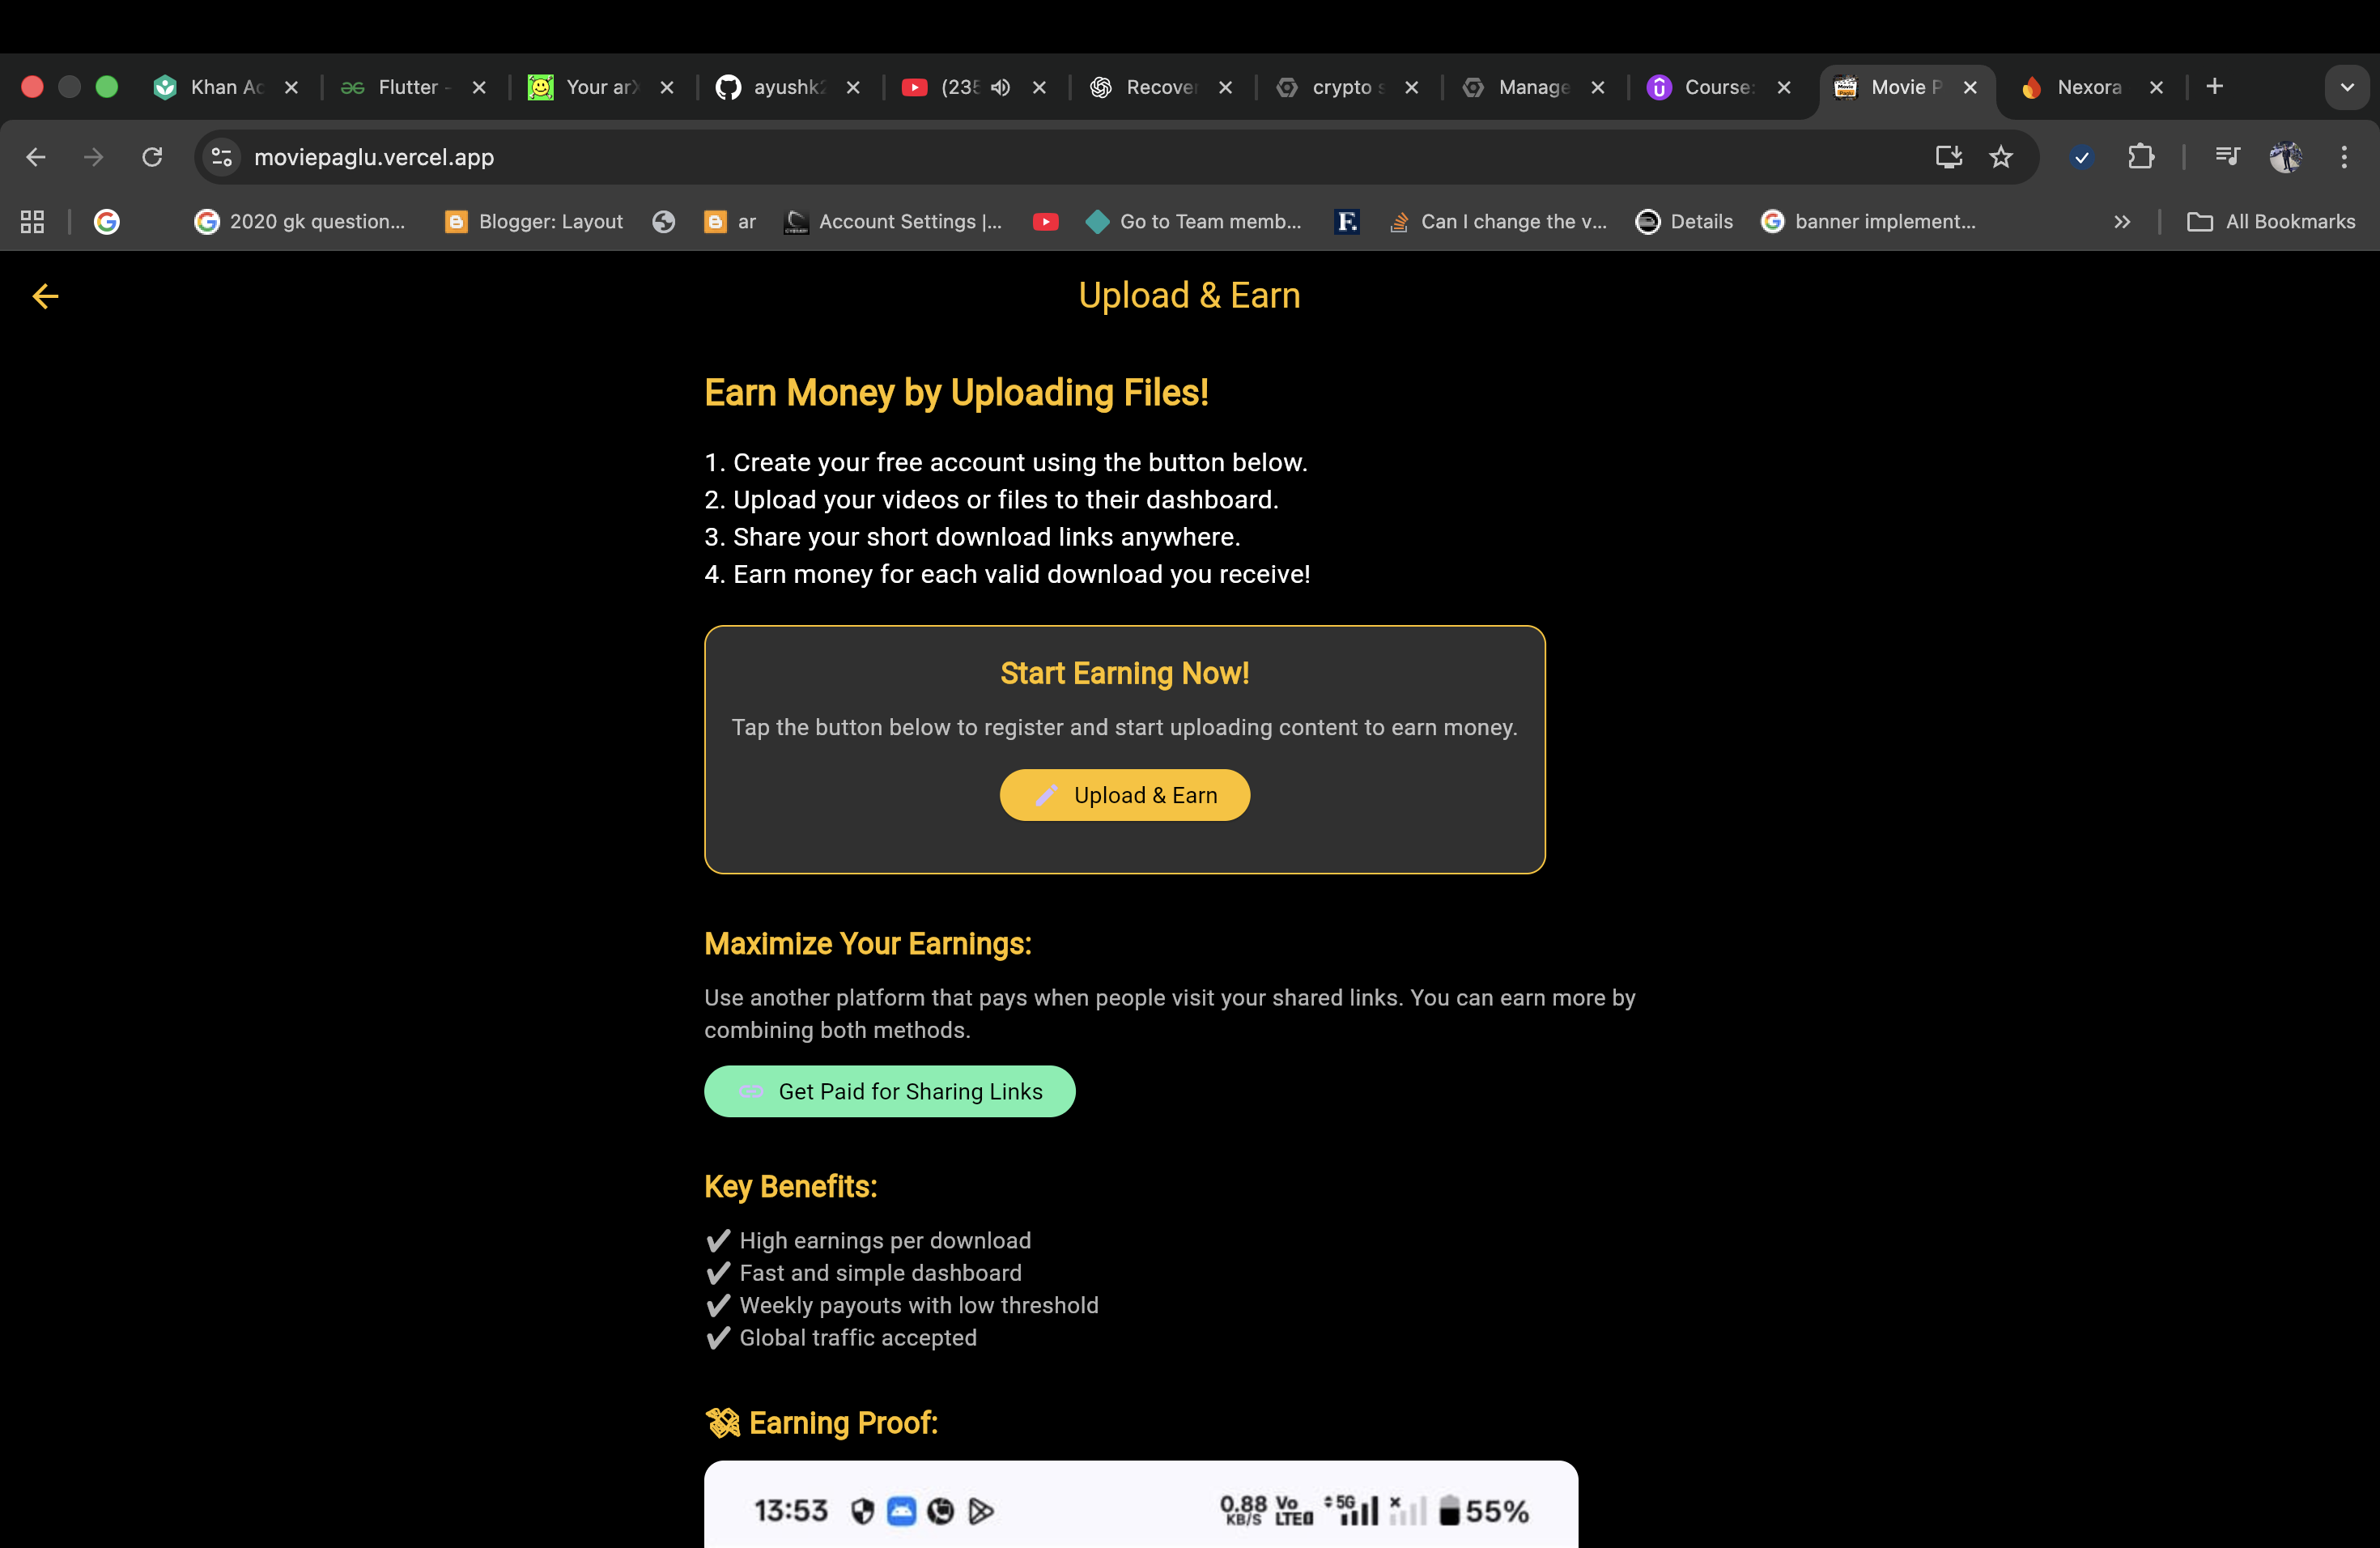 Khan Ac
Flutter -
Your arX
ayushk2
(235
Recover
crypto s
Manage
Course:
Movie P
Nexora
moviepaglu.vercel.app
2020 gk question...
Blogger: Layout
ar
Account Settings |...
Go to Team memb...
F.
Can I change the v...
Details
banner implement...
All Bookmarks
Upload & Earn
Earn Money by Uploading Files!
1. Create your free account using the button below.
2. Upload your videos or files to their dashboard.
3. Share your short download links anywhere.
4. Earn money for each valid download you receive!
Start Earning Now!
Tap the button below to register and start uploading content to earn money.
Upload & Earn
Maximize Your Earnings:
Use another platform that pays when people visit your shared links. You can earn more by
combining both methods.
Get Paid for Sharing Links
Key Benefits:
✔ High earnings per download
✔ Fast and simple dashboard
✔ Weekly payouts with low threshold
✔ Global traffic accepted
💸 Earning Proof:
13:53 0.88 KB/S Vo LTE 5G 55%